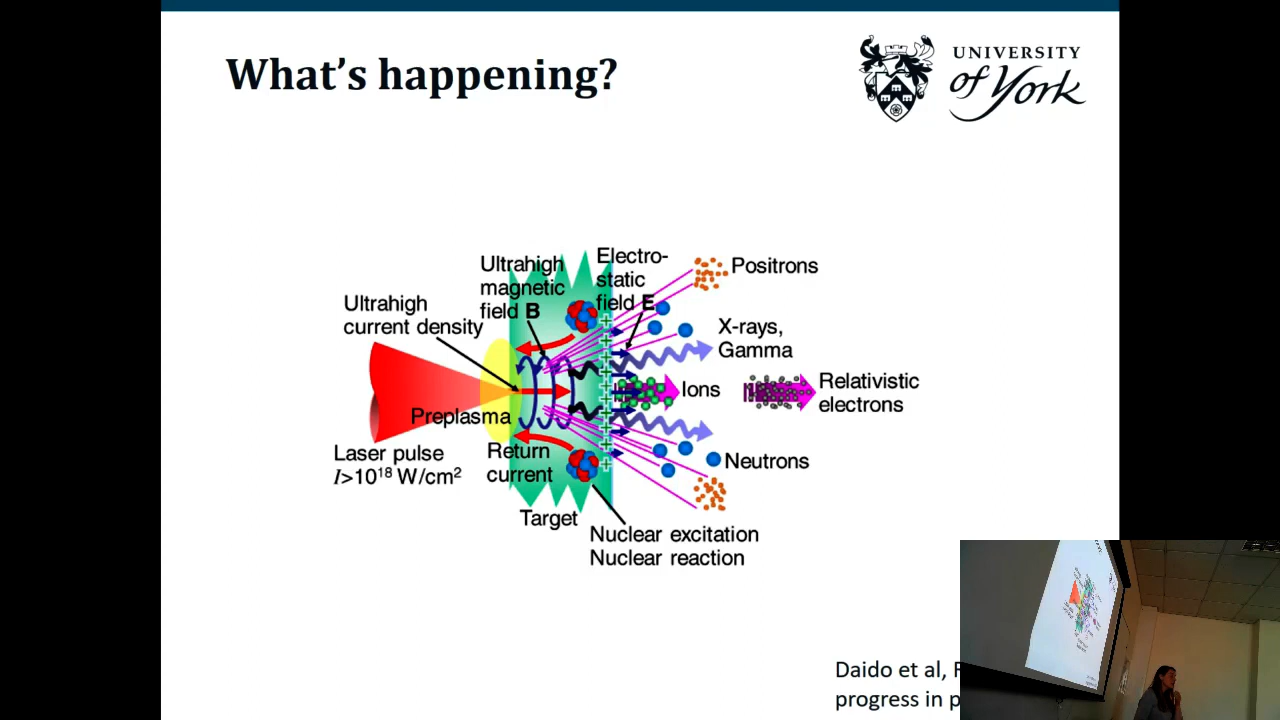 What's happening?
UNIVERSITY
of York
Ultrahigh
magnetic
field B
Electro-
static
field E
Positrons
Ultrahigh
current density
X-rays,
Gamma
Ions
Relativistic
electrons
Preplasma
Laser pulse
I>10¹⁸ W/cm²
Return
current
Neutrons
Target
Nuclear excitation
Nuclear reaction
Daido et al,
progress in